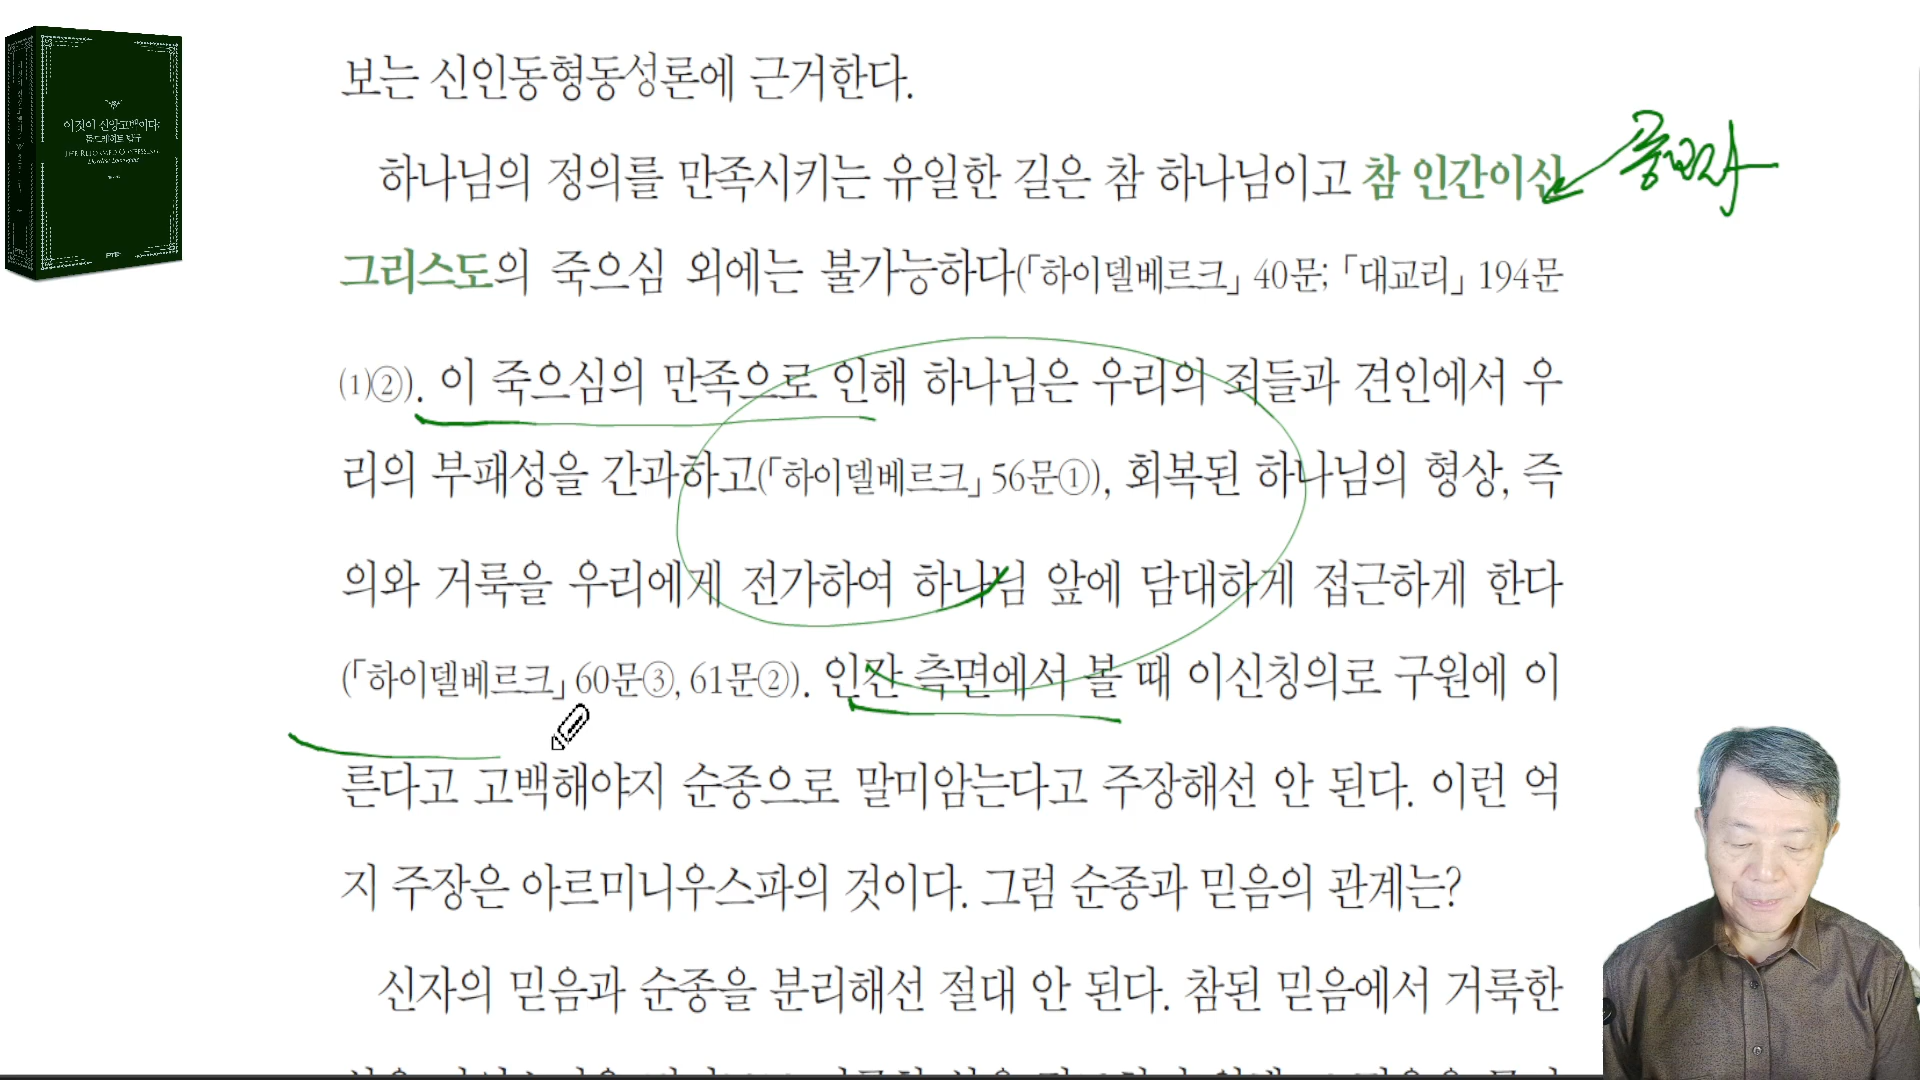 이것이 신앙고백이다:
보는 신인동형동성론에 근거한다.
하나님의 정의를 만족시키는 유일한 길은 참 하나님이고 참 인간이신
중보자
그리스도의 죽으심 외에는 불가능하다(「하이델베르크」 40문; 「대교리」 194문
⑴②). 이 죽으심의 만족으로 인해 하나님은 우리의 죄들과 견인에서 우
리의 부패성을 간과하고(「하이델베르크」 56문①), 회복된 하나님의 형상, 즉
의와 거룩을 우리에게 전가하여 하나님 앞에 담대하게 접근하게 한다
(「하이델베르크」 60문③, 61문②). 인간 측면에서 볼 때 이신칭의로 구원에 이
른다고 고백해야지 순종으로 말미암는다고 주장해선 안 된다. 이런 억
지 주장은 아르미니우스파의 것이다. 그럼 순종과 믿음의 관계는?
신자의 믿음과 순종을 분리해선 절대 안 된다. 참된 믿음에서 거룩한